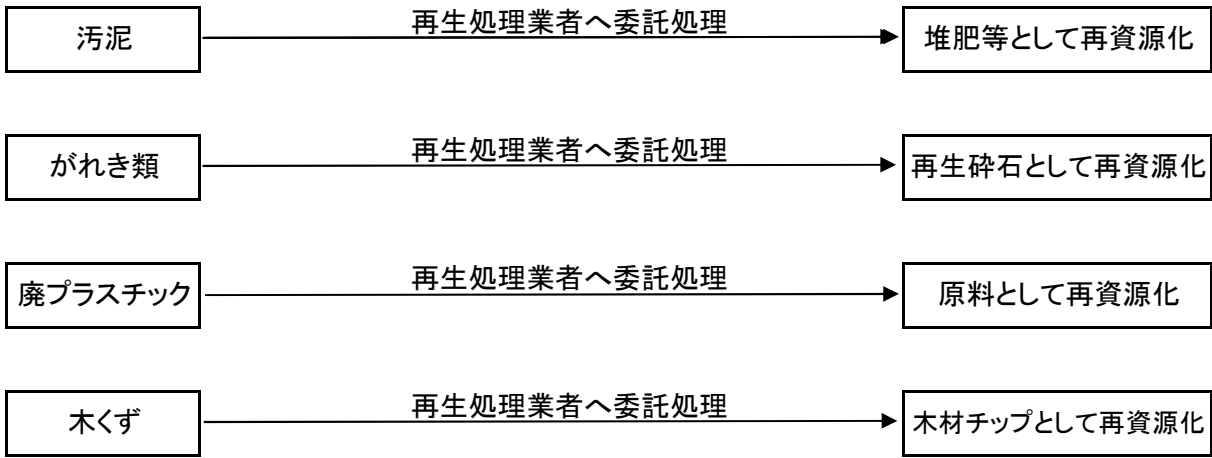 汚泥
再生処理業者へ委託処理
堆肥等として再資源化
がれき類
再生処理業者へ委託処理
再生砕石として再資源化
廃プラスチック
再生処理業者へ委託処理
原料として再資源化
木くず
再生処理業者へ委託処理
木材チップとして再資源化